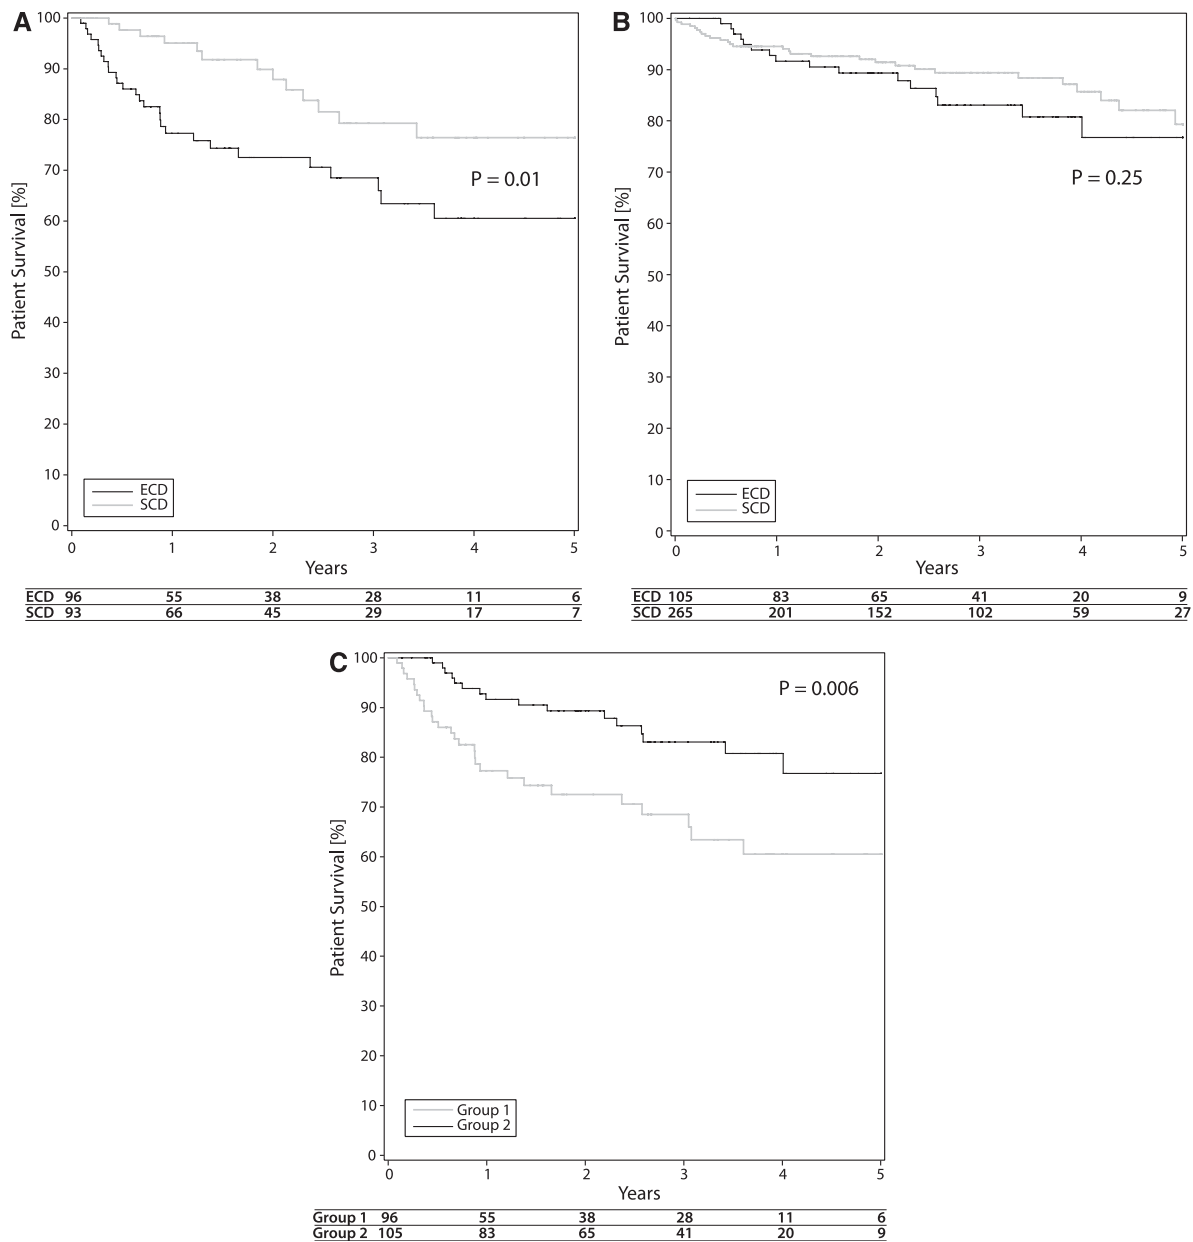 A
100
90
80
70
60
50
40
30
20
10
0
Patient Survival [%]
P = 0.01
ECD
SCD
0 1 2 3 4 5
Years
ECD 96 55 38 28 11 6
SCD 93 66 45 29 17 7
B
100
90
80
70
60
50
40
30
20
10
0
Patient Survival [%]
P = 0.25
ECD
SCD
0 1 2 3 4 5
Years
ECD 105 83 65 41 20 9
SCD 265 201 152 102 59 27
C
100
90
80
70
60
50
40
30
20
10
0
Patient Survival [%]
P = 0.006
Group 1
Group 2
0 1 2 3 4 5
Years
Group 1 96 55 38 28 11 6
Group 2 105 83 65 41 20 9